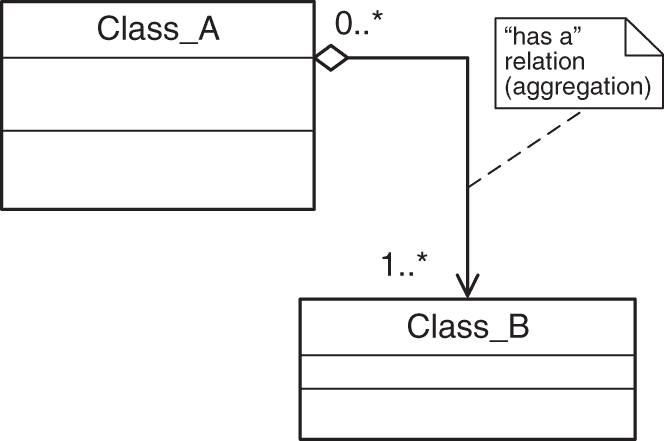 Class_A
0..*
“has a”
relation
(aggregation)
1..*
Class_B